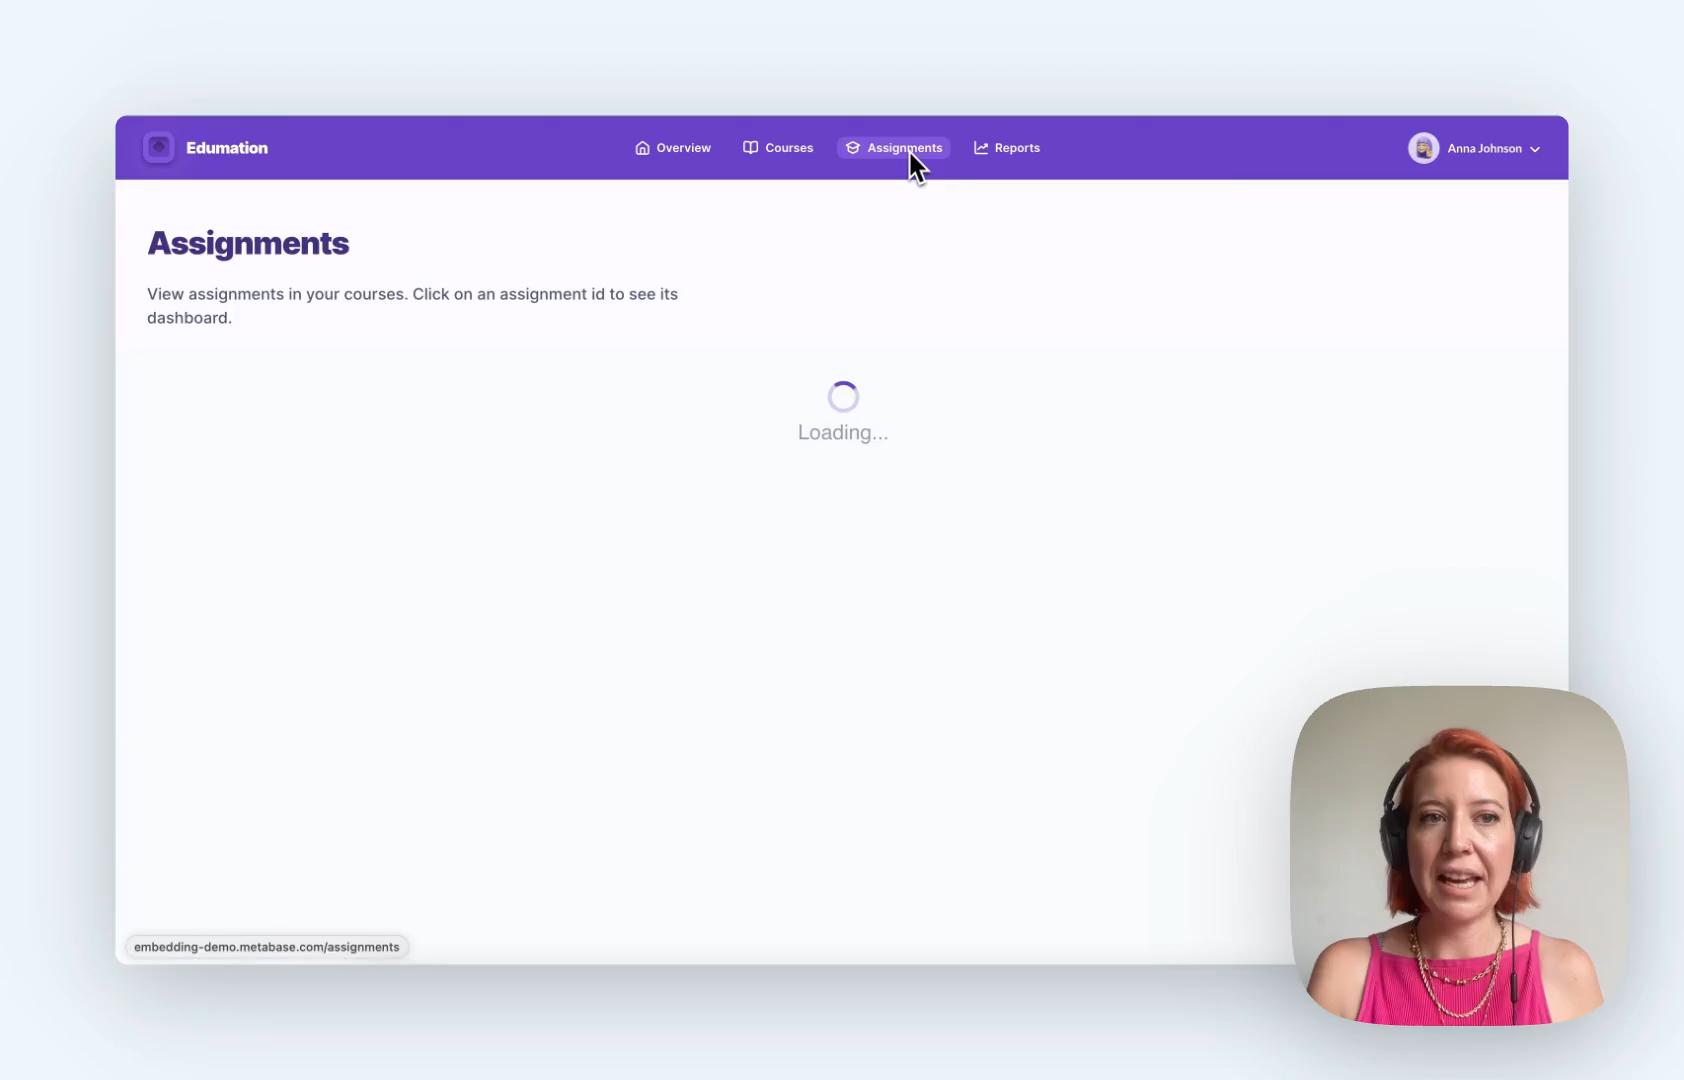 Edumation
Overview
Courses
Assignments
Reports
Anna Johnson
Assignments
View assignments in your courses. Click on an assignment id to see its
dashboard.
Loading...
embedding-demo.metabase.com/assignments